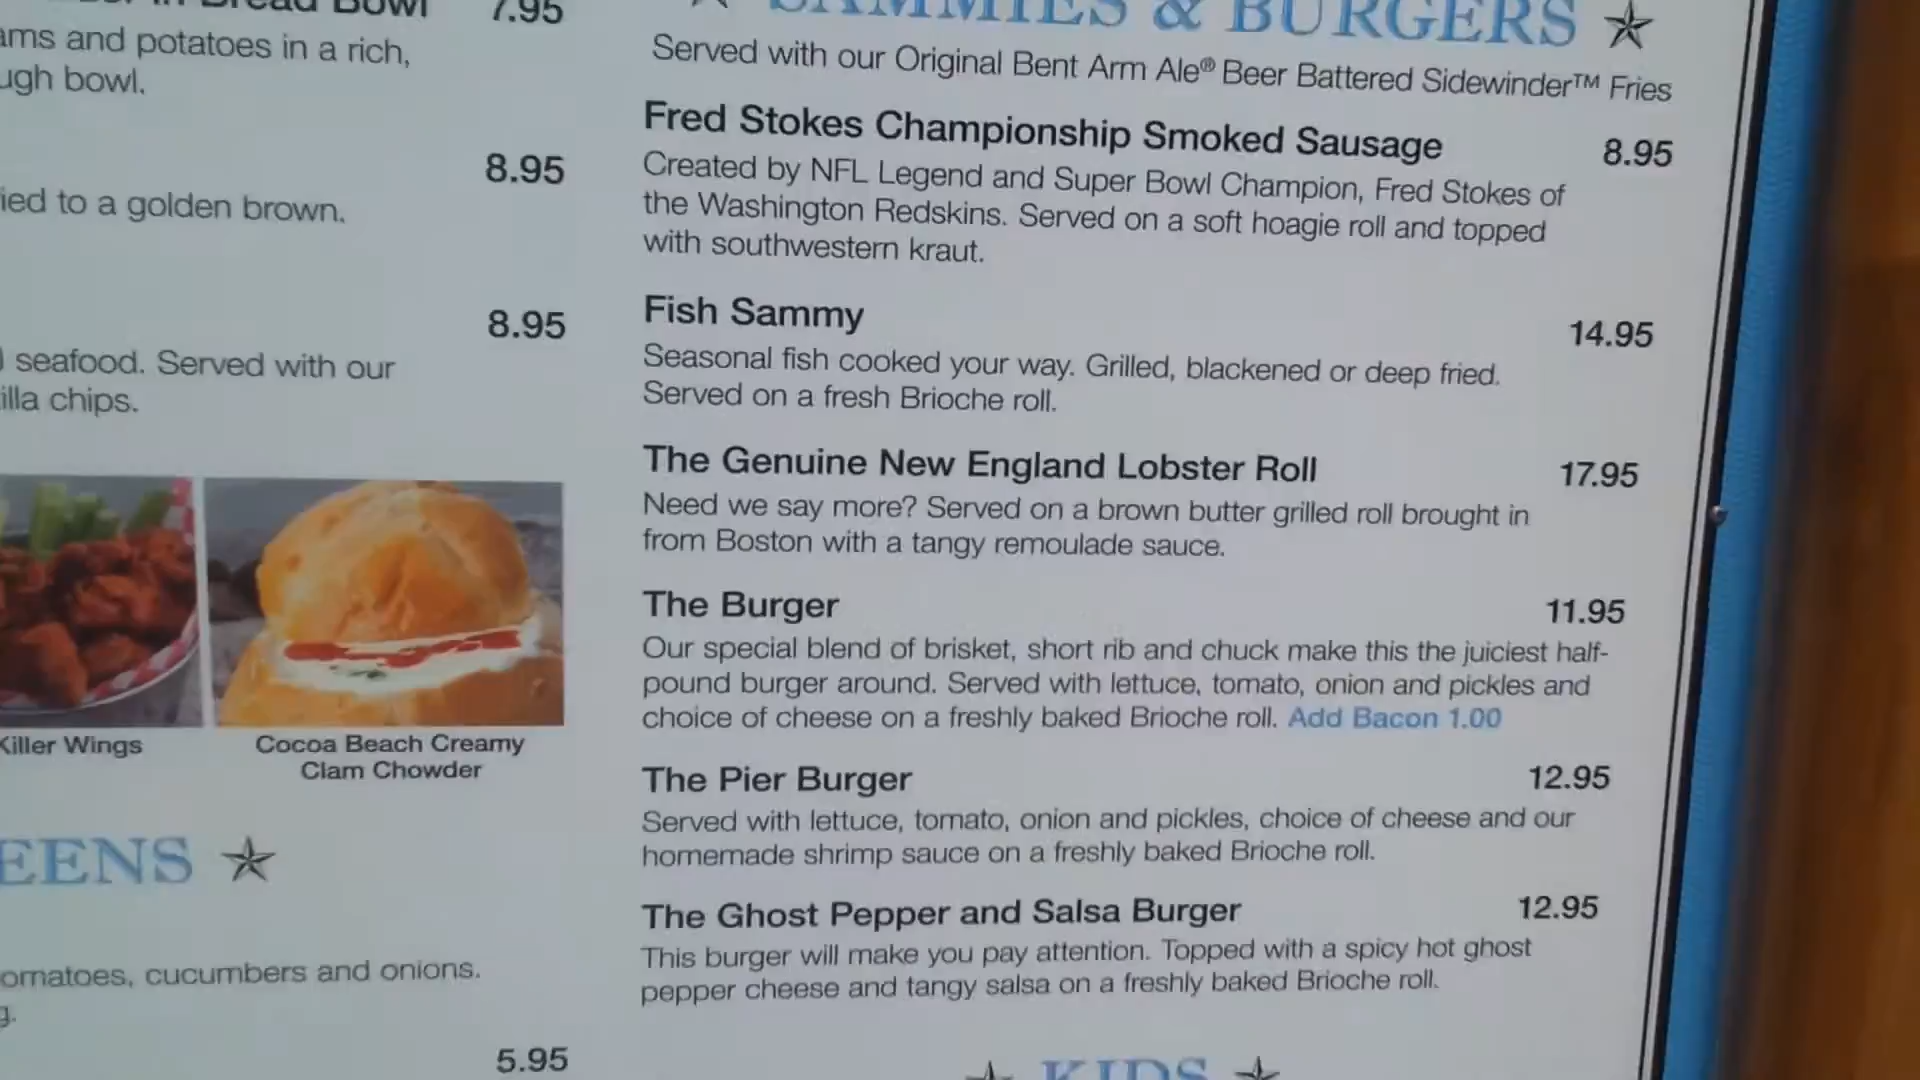 Bread Bowl 7.95
and potatoes in a rich,
bowl.
8.95
to a golden brown.
8.95
seafood. Served with our
chips.
Killer Wings
Cocoa Beach Creamy
Clam Chowder
cucumbers and onions.
5.95
SAMMIES & BURGERS
Served with our Original Bent Arm Ale® Beer Battered Sidewinder™ Fries
Fred Stokes Championship Smoked Sausage 8.95
Created by NFL Legend and Super Bowl Champion, Fred Stokes of
the Washington Redskins. Served on a soft hoagie roll and topped
with southwestern kraut.
Fish Sammy 14.95
Seasonal fish cooked your way. Grilled, blackened or deep fried.
Served on a fresh Brioche roll.
The Genuine New England Lobster Roll 17.95
Need we say more? Served on a brown butter grilled roll brought in
from Boston with a tangy remoulade sauce.
The Burger 11.95
Our special blend of brisket, short rib and chuck make this the juiciest half-
pound burger around. Served with lettuce, tomato, onion and pickles and
choice of cheese on a freshly baked Brioche roll. Add Bacon 1.00
The Pier Burger 12.95
Served with lettuce, tomato, onion and pickles, choice of cheese and our
homemade shrimp sauce on a freshly baked Brioche roll.
The Ghost Pepper and Salsa Burger 12.95
This burger will make you pay attention. Topped with a spicy hot ghost
pepper cheese and tangy salsa on a freshly baked Brioche roll.
KIDS